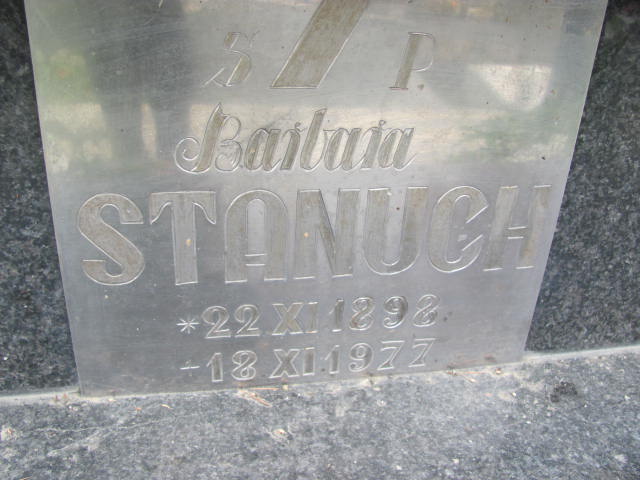 Ś P
Barbara
STANUCH
*22 XI 1898
-18 XI.1977